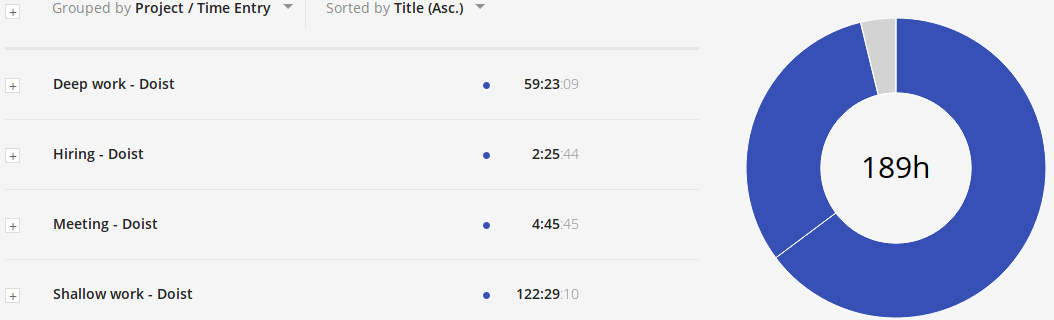 Grouped by Project / Time Entry Sorted by Title (Asc.)
Deep work - Doist 59:23:09
Hiring - Doist 2:25:44
Meeting - Doist 4:45:45
Shallow work - Doist 122:29:10
189h